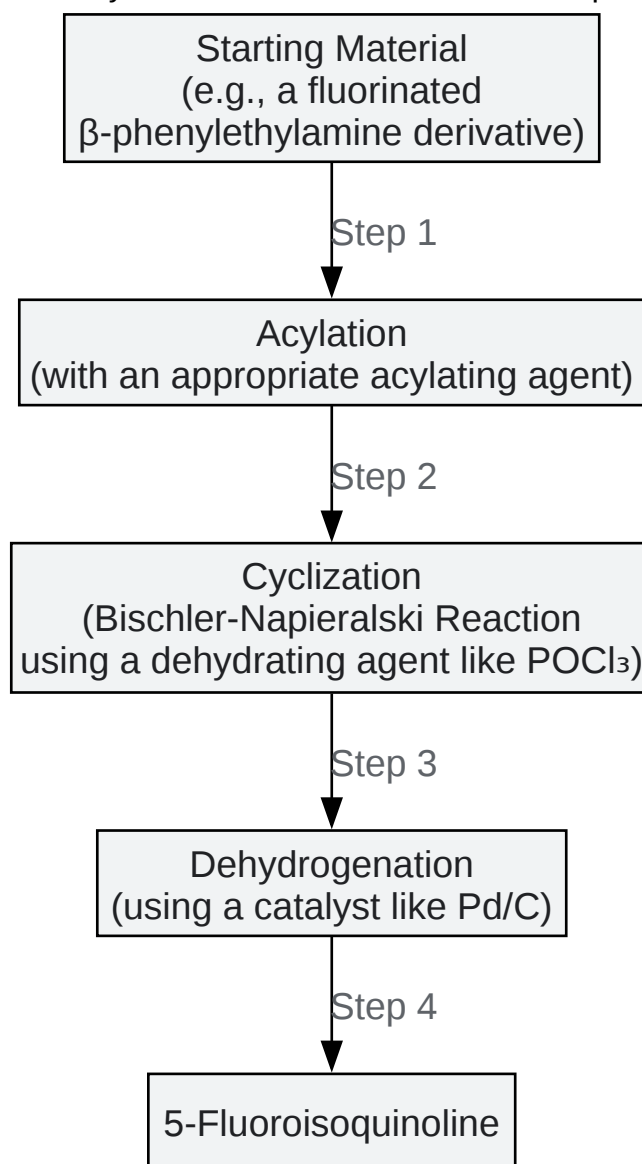 Starting Material
(e.g., a fluorinated
β-phenylethylamine derivative)
Step 1
Acylation
(with an appropriate acylating agent)
Step 2
Cyclization
(Bischler-Napieralski Reaction
using a dehydrating agent like POCl₃)
Step 3
Dehydrogenation
(using a catalyst like Pd/C)
Step 4
5-Fluoroisoquinoline